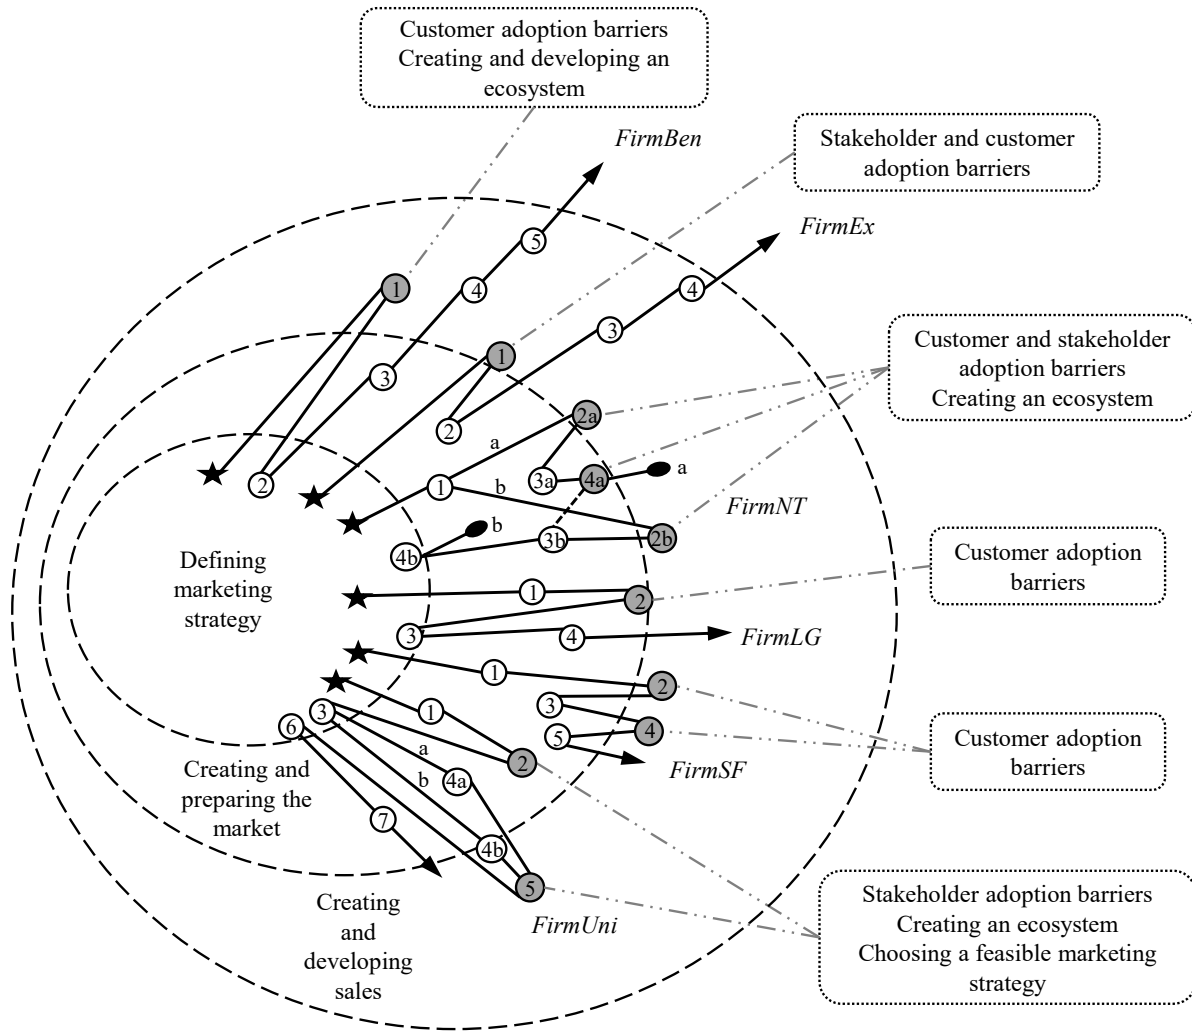 Customer adoption barriers
Creating and developing an
ecosystem
FirmBen
Stakeholder and customer
adoption barriers
FirmEx
5
1
4
4
3
1
3
Customer and stakeholder
adoption barriers
Creating an ecosystem
2
2a
a
2
1
b
3a
4a
a
FirmNT
b
4b
3b
2b
Defining
marketing
strategy
Customer adoption
barriers
1
2
3
4
FirmLG
1
2
3
1
3
4
5
6
FirmSF
Customer adoption
barriers
a
2
b
4a
Creating and
preparing the
market
7
4b
5
FirmUni
Creating
and
developing
sales
Stakeholder adoption barriers
Creating an ecosystem
Choosing a feasible marketing
strategy